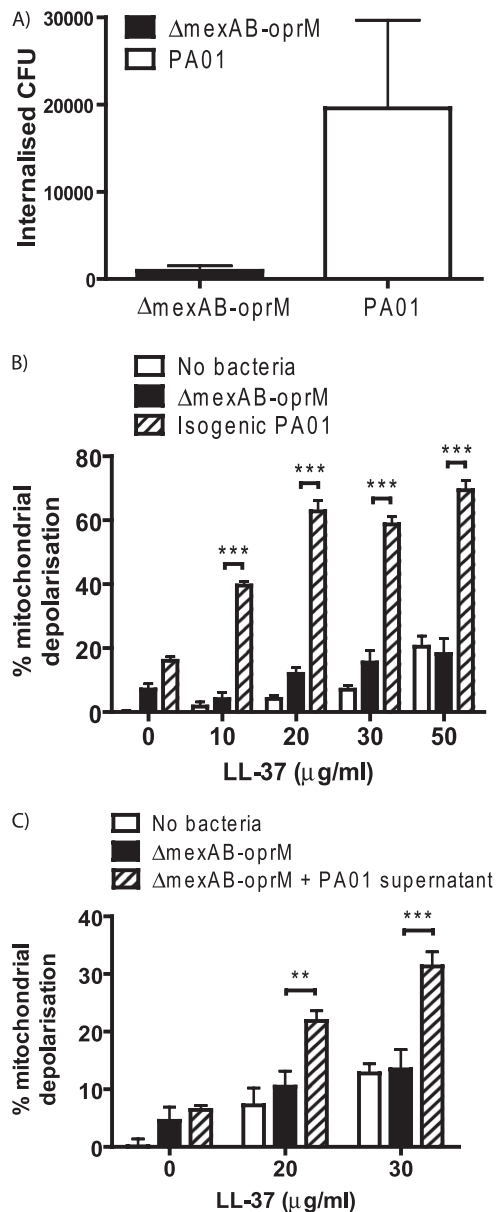 A)
ΔmexAB-oprM
PA01
Internalised CFU
30000
20000
10000
0
ΔmexAB-oprM PA01
B)
No bacteria
ΔmexAB-oprM
Isogenic PA01
% mitochondrial
depolarisation
80
60
40
20
0
***
***
***
***
0 10 20 30 50
LL-37 (μg/ml)
C)
No bacteria
ΔmexAB-oprM
ΔmexAB-oprM + PA01 supernatant
% mitochondrial
depolarisation
40
30
20
10
0
**
***
0 20 30
LL-37 (μg/ml)